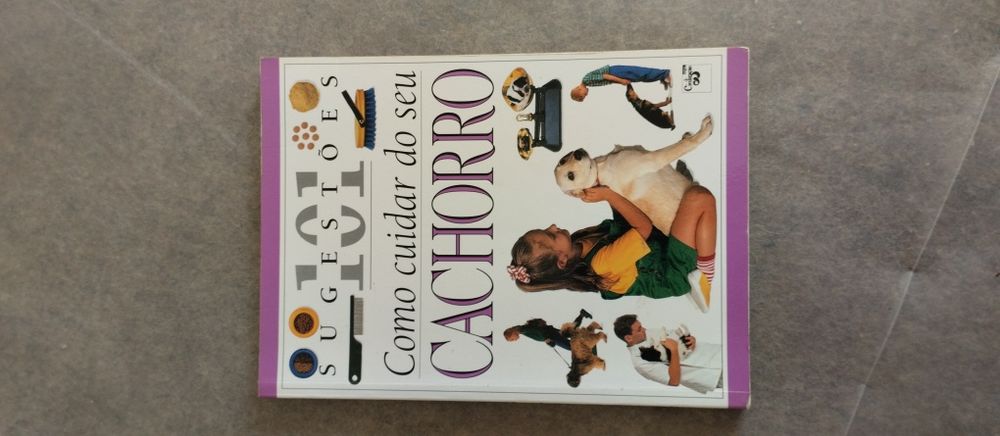 101
SUGESTÕES
Como cuidar do seu
CACHORRO